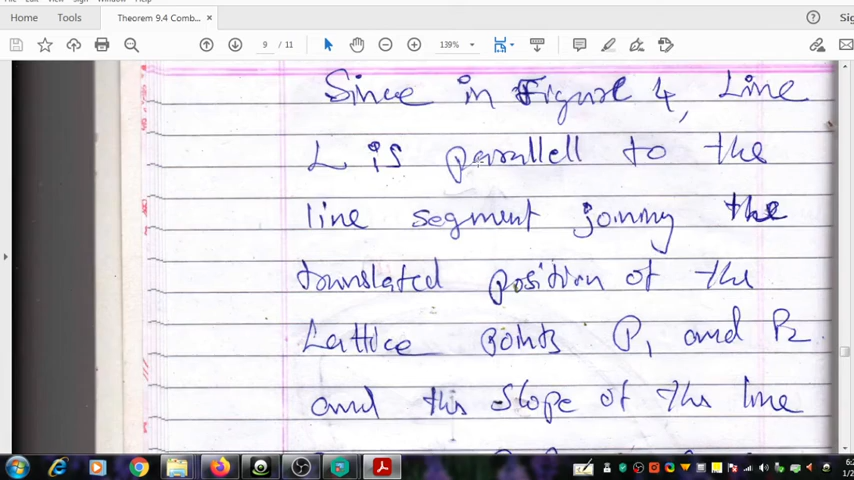 Home Tools Theorem 9.4 Comb... ×
9 / 11 139%
Since in Figure 4, Line
L is parallell to the
line segment joining the
translated position of the
Lattice points P1 and P2
and the slope of the line